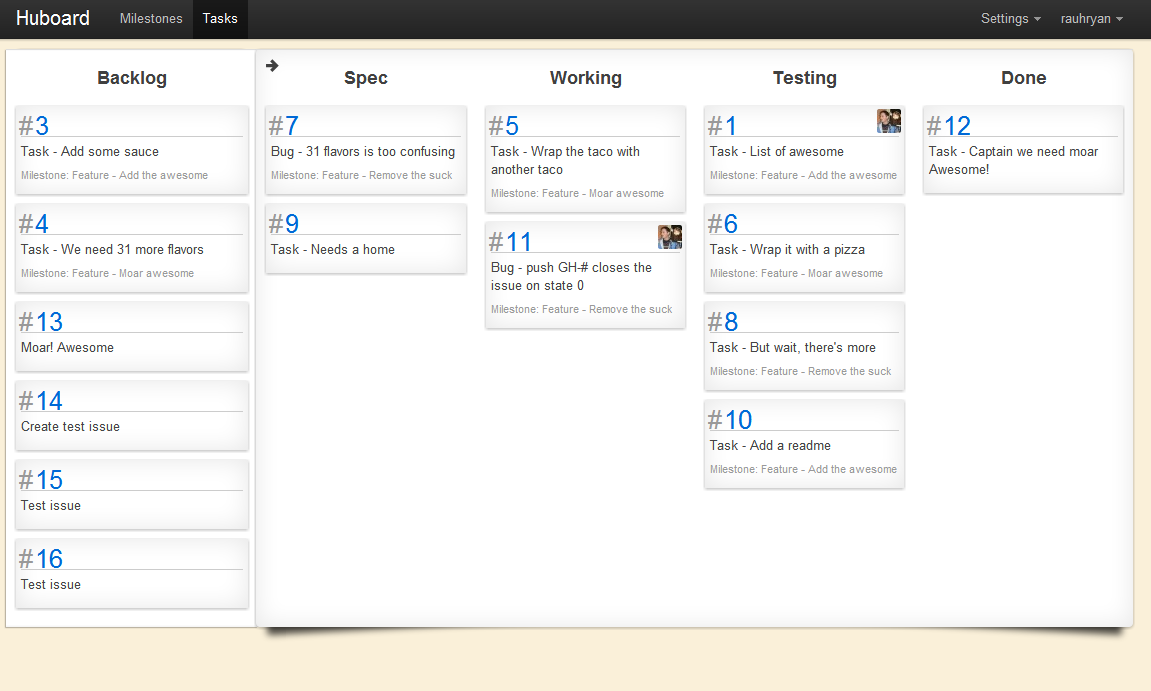 Huboard Milestones Tasks Settings rauhryan
Backlog
#3
Task - Add some sauce
Milestone: Feature - Add the awesome
#4
Task - We need 31 more flavors
Milestone: Feature - Moar awesome
#13
Moar! Awesome
#14
Create test issue
#15
Test issue
#16
Test issue
Spec
#7
Bug - 31 flavors is too confusing
Milestone: Feature - Remove the suck
#9
Task - Needs a home
Working
#5
Task - Wrap the taco with
another taco
Milestone: Feature - Moar awesome
#11
Bug - push GH-# closes the
issue on state 0
Milestone: Feature - Remove the suck
Testing
#1
Task - List of awesome
Milestone: Feature - Add the awesome
#6
Task - Wrap it with a pizza
Milestone: Feature - Moar awesome
#8
Task - But wait, there's more
Milestone: Feature - Remove the suck
#10
Task - Add a readme
Milestone: Feature - Add the awesome
Done
#12
Task - Captain we need moar
Awesome!